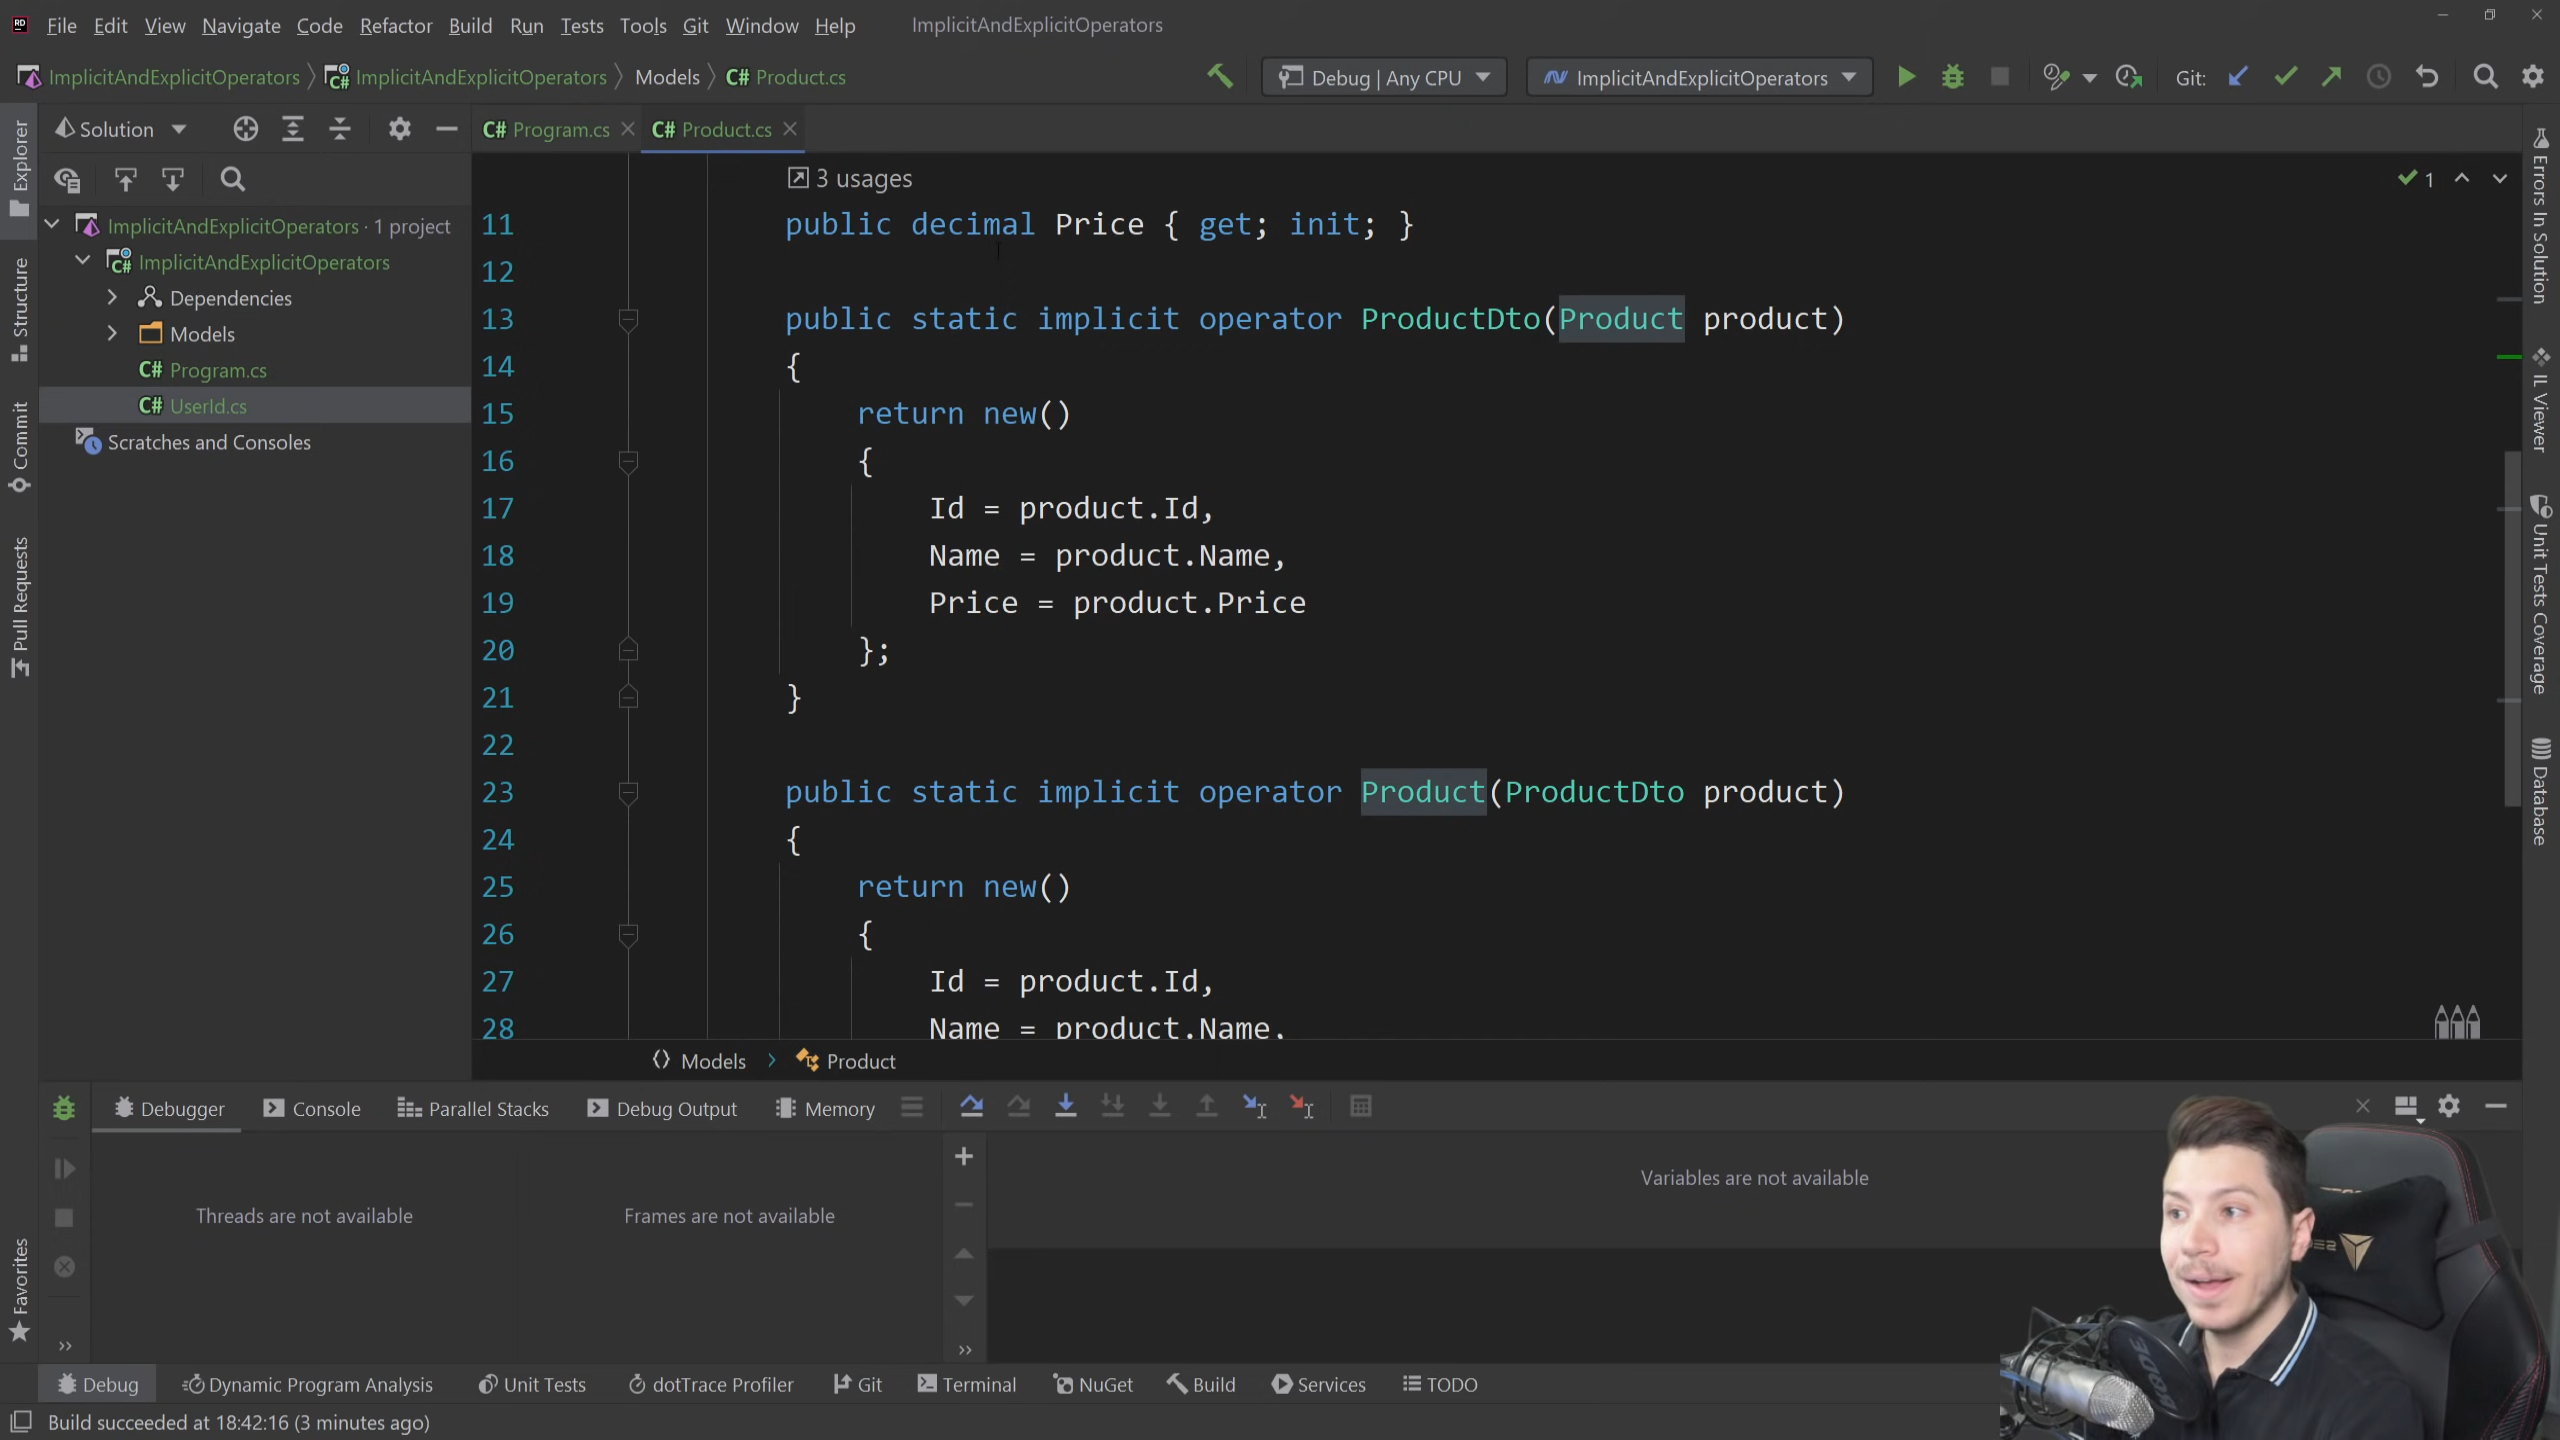 File Edit View Navigate Code Refactor Build Run Tests Tools Git Window Help ImplicitAndExplicitOperators
ImplicitAndExplicitOperators ImplicitAndExplicitOperators Models C# Product.cs Debug | Any CPU ImplicitAndExplicitOperators Git:
Solution
C# Program.cs C# Product.cs
Explorer
Structure
Commit
Pull Requests
Favorites
ImplicitAndExplicitOperators · 1 project
ImplicitAndExplicitOperators
Dependencies
Models
C# Program.cs
C# UserId.cs
Scratches and Consoles
3 usages
1
11 public decimal Price { get; init; }
12
13 public static implicit operator ProductDto(Product product)
14 {
15 return new()
16 {
17 Id = product.Id,
18 Name = product.Name,
19 Price = product.Price
20 };
21 }
22
23 public static implicit operator Product(ProductDto product)
24 {
25 return new()
26 {
27 Id = product.Id,
28 Name = product.Name,
Models Product
Errors In Solution
IL Viewer
Unit Tests Coverage
Database
Debugger Console Parallel Stacks Debug Output Memory
Threads are not available
Frames are not available
Variables are not available
Debug Dynamic Program Analysis Unit Tests dotTrace Profiler Git Terminal NuGet Build Services TODO
Build succeeded at 18:42:16 (3 minutes ago)
RODE